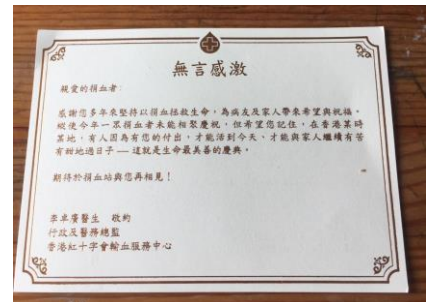 無言感激
親愛的捐血者:
感謝您多年來堅持以捐血拯救生命，為病友及家人帶來希望與祝福。
縱使今年一眾捐血者未能相聚慶祝，但希望您記住，在香港某時
某地，有人因為有您的付出，才能活到今天、才能與家人繼續有苦
有甜地過日子 — 這就是生命最美善的慶典。
期待於捐血站與您再相見！
李卓廣醫生 敬約
行政及醫務總監
香港紅十字會輸血服務中心